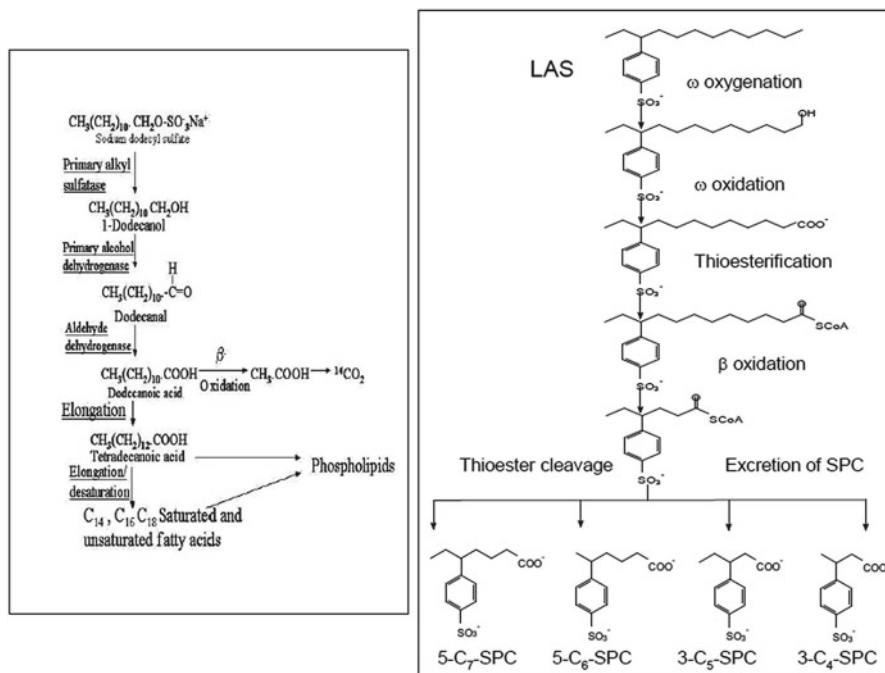 CH₃(CH₂)₁₀. CH₂O-SO⁻₃Na⁺
Sodium dodecyl sulfate
Primary alkyl
sulfatase
CH₃(CH₂)₁₀ CH₂OH
1-Dodecanol
Primary alcohol
dehydrogenase
H
CH₃(CH₂)₁₀-C=O
Dodecanal
Aldehyde
dehydrogenase
CH₃(CH₂)₁₀.COOH
Dodecanoic acid
β-
Oxidation
CH₃.COOH
¹⁴CO₂
Elongation
CH₃(CH₂)₁₂.COOH
Tetradecanoic acid
Phospholipids
Elongation/
desaturation
C₁₄ , C₁₆ C₁₈ Saturated and
unsaturated fatty acids
LAS
ω oxygenation
SO₃⁻
OH
ω oxidation
SO₃⁻
COO⁻
Thioesterification
SO₃⁻
SCoA
β oxidation
SO₃⁻
SCoA
Thioester cleavage
Excretion of SPC
SO₃⁻
COO⁻
COO⁻
COO⁻
COO⁻
SO₃⁻
SO₃⁻
SO₃⁻
SO₃⁻
5-C₇-SPC
5-C₆-SPC
3-C₅-SPC
3-C₄-SPC